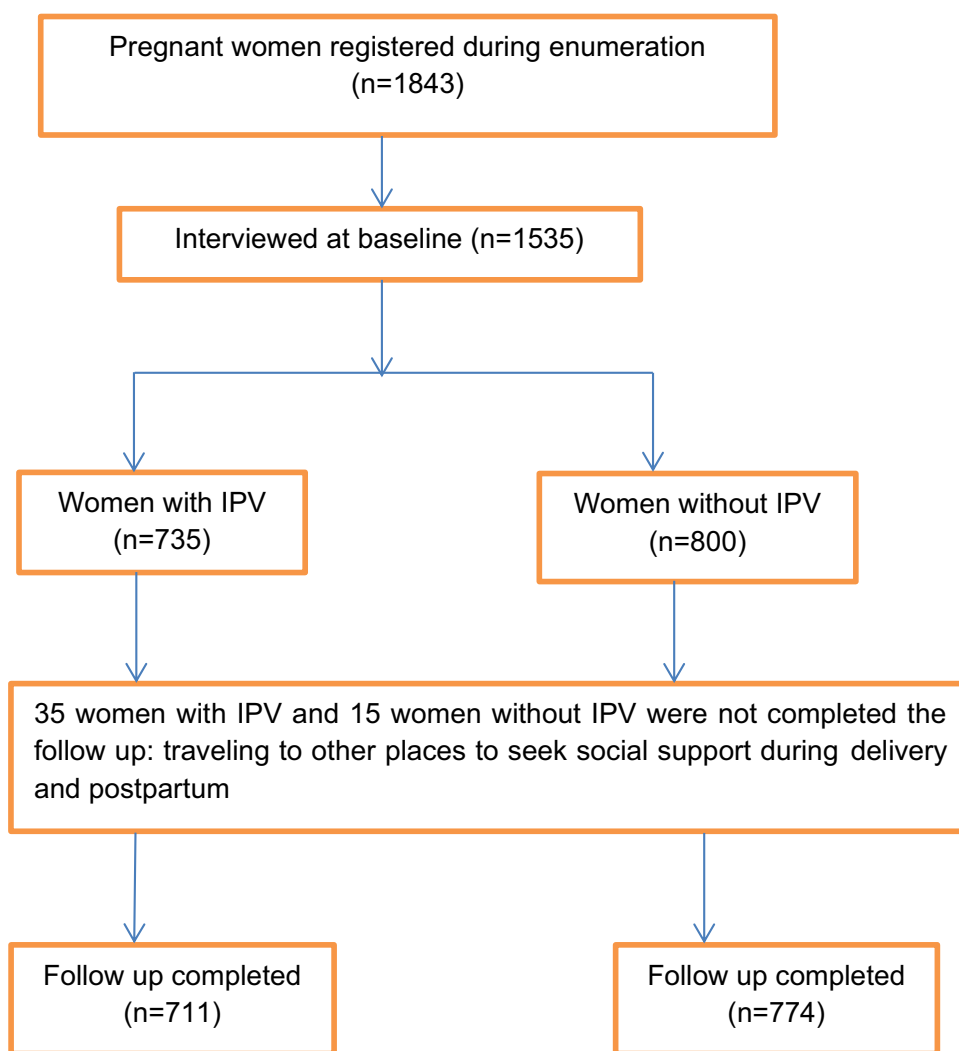 Pregnant women registered during enumeration
(n=1843)
Interviewed at baseline (n=1535)
Women with IPV
(n=735)
Women without IPV
(n=800)
35 women with IPV and 15 women without IPV were not completed the
follow up: traveling to other places to seek social support during delivery
and postpartum
Follow up completed
(n=711)
Follow up completed
(n=774)